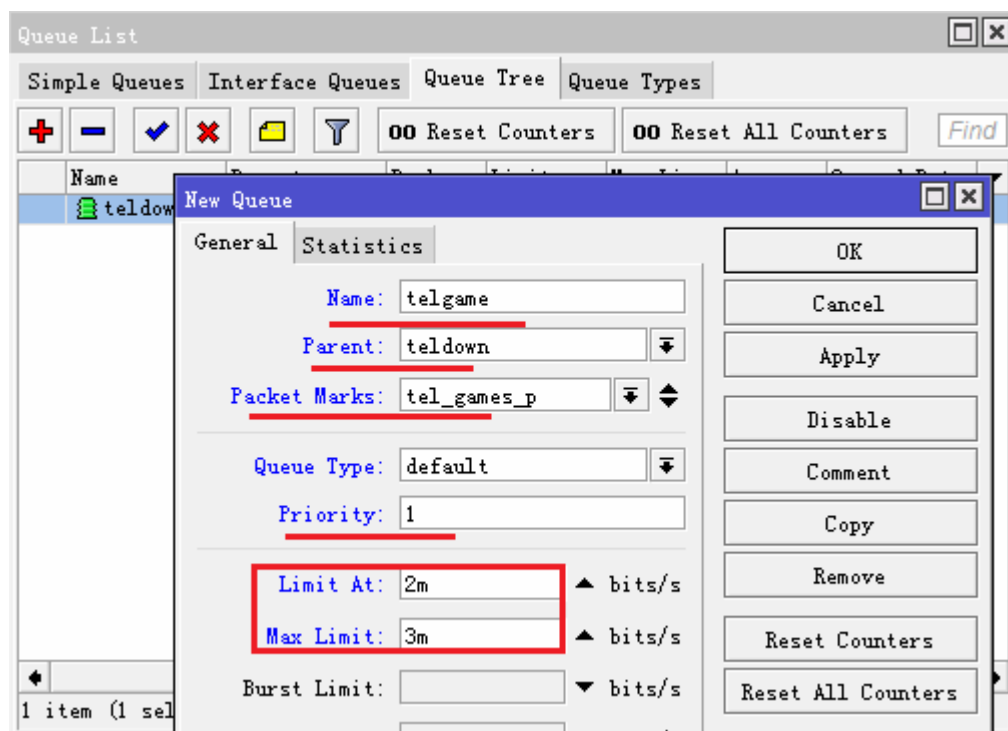 Queue List
Simple Queues Interface Queues Queue Tree Queue Types
Reset Counters Reset All Counters Find
Name
teldow
New Queue
General Statistics
Name: telgame
Parent: teldown
Packet Marks: tel_games_p
Queue Type: default
Priority: 1
Limit At: 2m bits/s
Max Limit: 3m bits/s
Burst Limit: bits/s
OK
Cancel
Apply
Disable
Comment
Copy
Remove
Reset Counters
Reset All Counters
1 item (1 sel